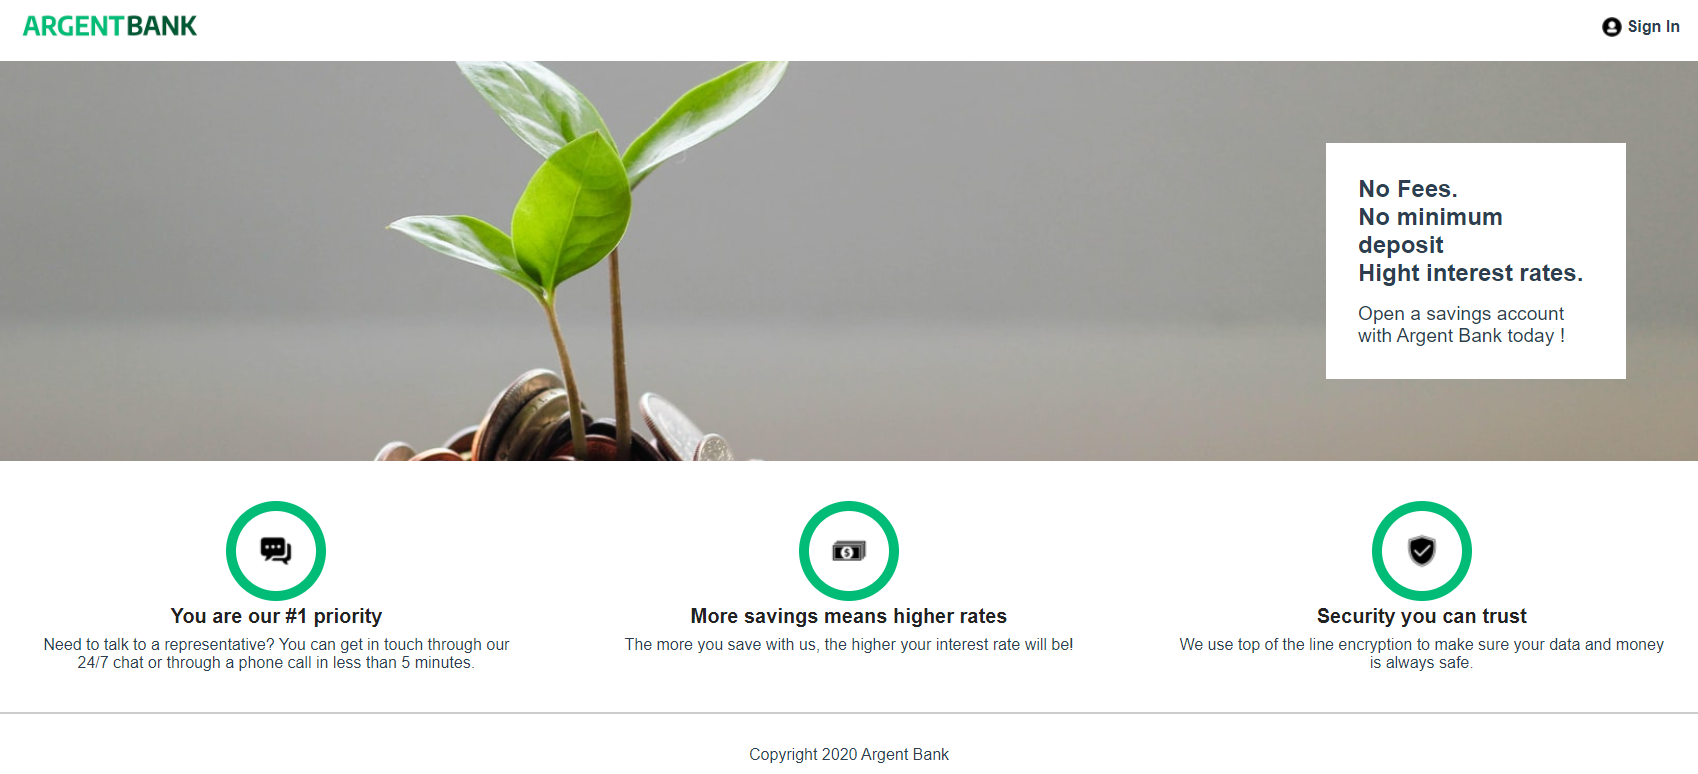 ARGENTBANK
Sign In
No Fees.
No minimum
deposit
Hight interest rates.
Open a savings account
with Argent Bank today !
You are our #1 priority
Need to talk to a representative? You can get in touch through our
24/7 chat or through a phone call in less than 5 minutes.
More savings means higher rates
The more you save with us, the higher your interest rate will be!
Security you can trust
We use top of the line encryption to make sure your data and money
is always safe.
Copyright 2020 Argent Bank